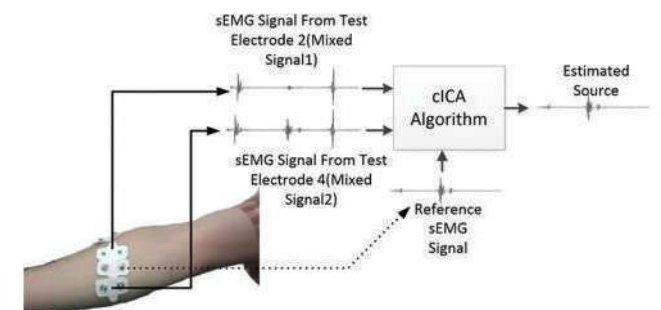 sEMG Signal From Test
Electrode 2(Mixed
Signal1)
cICA
Algorithm
Estimated
Source
sEMG Signal From Test
Electrode 4(Mixed
Signal2)
Reference
sEMG
Signal